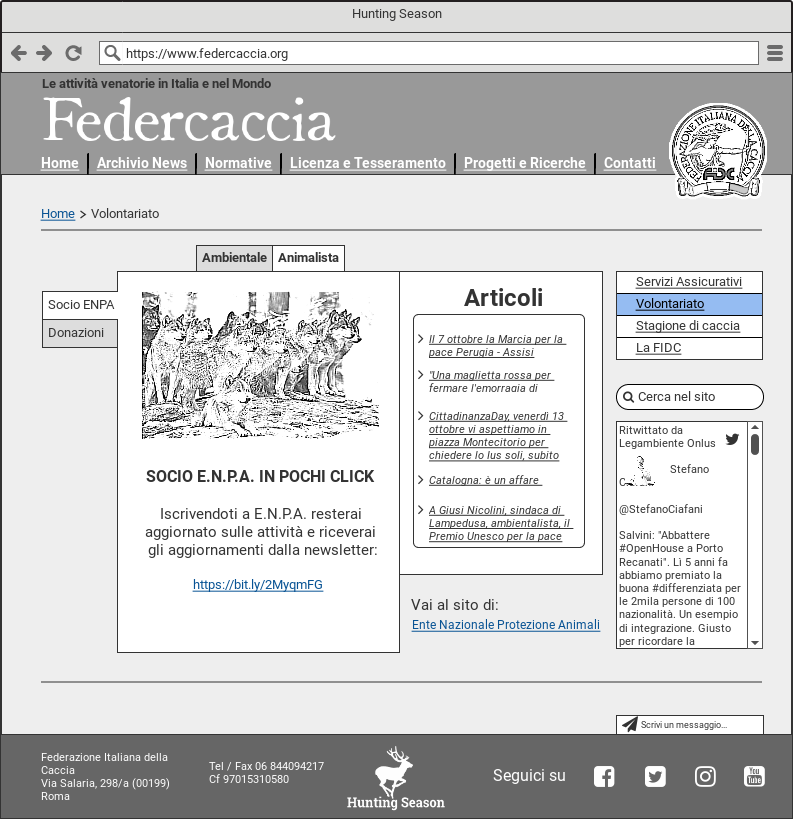 Hunting Season
https://www.federcaccia.org
Le attività venatorie in Italia e nel Mondo
Federcaccia
FEDERAZIONE ITALIANA DELLA CACCIA
FIDC
Home
Archivio News
Normative
Licenza e Tesseramento
Progetti e Ricerche
Contatti
Home > Volontariato
Ambientale
Animalista
Socio ENPA
Donazioni
SOCIO E.N.P.A. IN POCHI CLICK
Iscrivendoti a E.N.P.A. resterai
aggiornato sulle attività e riceverai
gli aggiornamenti dalla newsletter:
https://bit.ly/2MyqmFG
Articoli
Il 7 ottobre la Marcia per la
pace Perugia - Assisi
"Una maglietta rossa per
fermare l'emorragia di
CittadinanzaDay, venerdì 13
ottobre vi aspettiamo in
piazza Montecitorio per
chiedere lo Ius soli, subito
Catalogna: è un affare
A Giusi Nicolini, sindaca di
Lampedusa, ambientalista, il
Premio Unesco per la pace
Vai al sito di:
Ente Nazionale Protezione Animali
Servizi Assicurativi
Volontariato
Stagione di caccia
La FIDC
Cerca nel sito
Ritwittato da
Legambiente Onlus
Stefano
C
@StefanoCiafani
Salvini: "Abbattere
#OpenHouse a Porto
Recanati". Lì 5 anni fa
abbiamo premiato la
buona #differenziata per
le 2mila persone di 100
nazionalità. Un esempio
di integrazione. Giusto
per ricordare la
Scrivi un messaggio...
Federazione Italiana della
Caccia
Via Salaria, 298/a (00199)
Roma
Tel / Fax 06 844094217
Cf 97015310580
Hunting Season
Seguici su
You
Tube